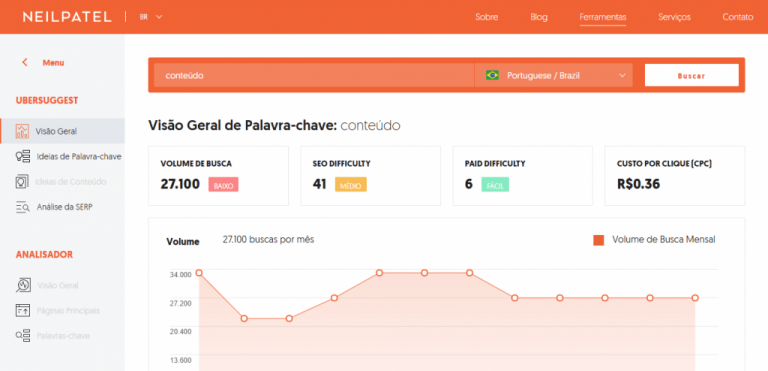 NEILPATEL
BR
Sobre
Blog
Ferramentas
Serviços
Contato
Menu
UBERSUGGEST
Visão Geral
Ideias de Palavra-chave
Ideias de Conteúdo
Análise da SERP
ANALISADOR
Visão Geral
Páginas Principais
Palavras-chave
conteúdo
Portuguese / Brazil
Buscar
Visão Geral de Palavra-chave: conteúdo
VOLUME DE BUSCA
27.100 BAIXO
SEO DIFFICULTY
41 MÉDIO
PAID DIFFICULTY
6 FÁCIL
CUSTO POR CLIQUE (CPC)
R$0.36
Volume
27.100 buscas por mês
Volume de Busca Mensal
34.000
27.200
20.400
13.600